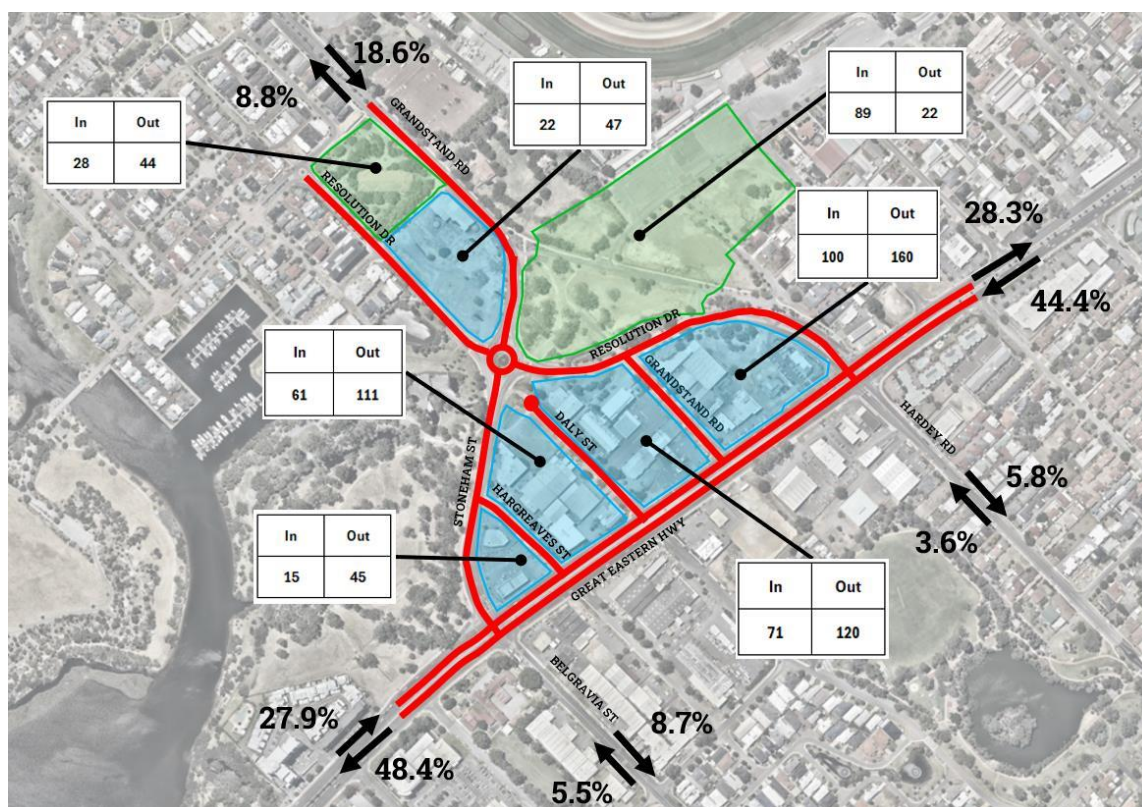 18.6%
8.8%
GRANDSTAND RD
In Out
28 44
In Out
22 47
In Out
89 22
RESOLUTION DR
In Out
100 160
28.3%
44.4%
RESOLUTION DR
GRANDSTAND RD
In Out
61 111
DALY ST
HARDEY RD
STONEHAM ST
HARGREAVES ST
5.8%
3.6%
In Out
15 45
GREAT EASTERN HWY
In Out
71 120
BELGRAVIA ST
27.9%
48.4%
8.7%
5.5%